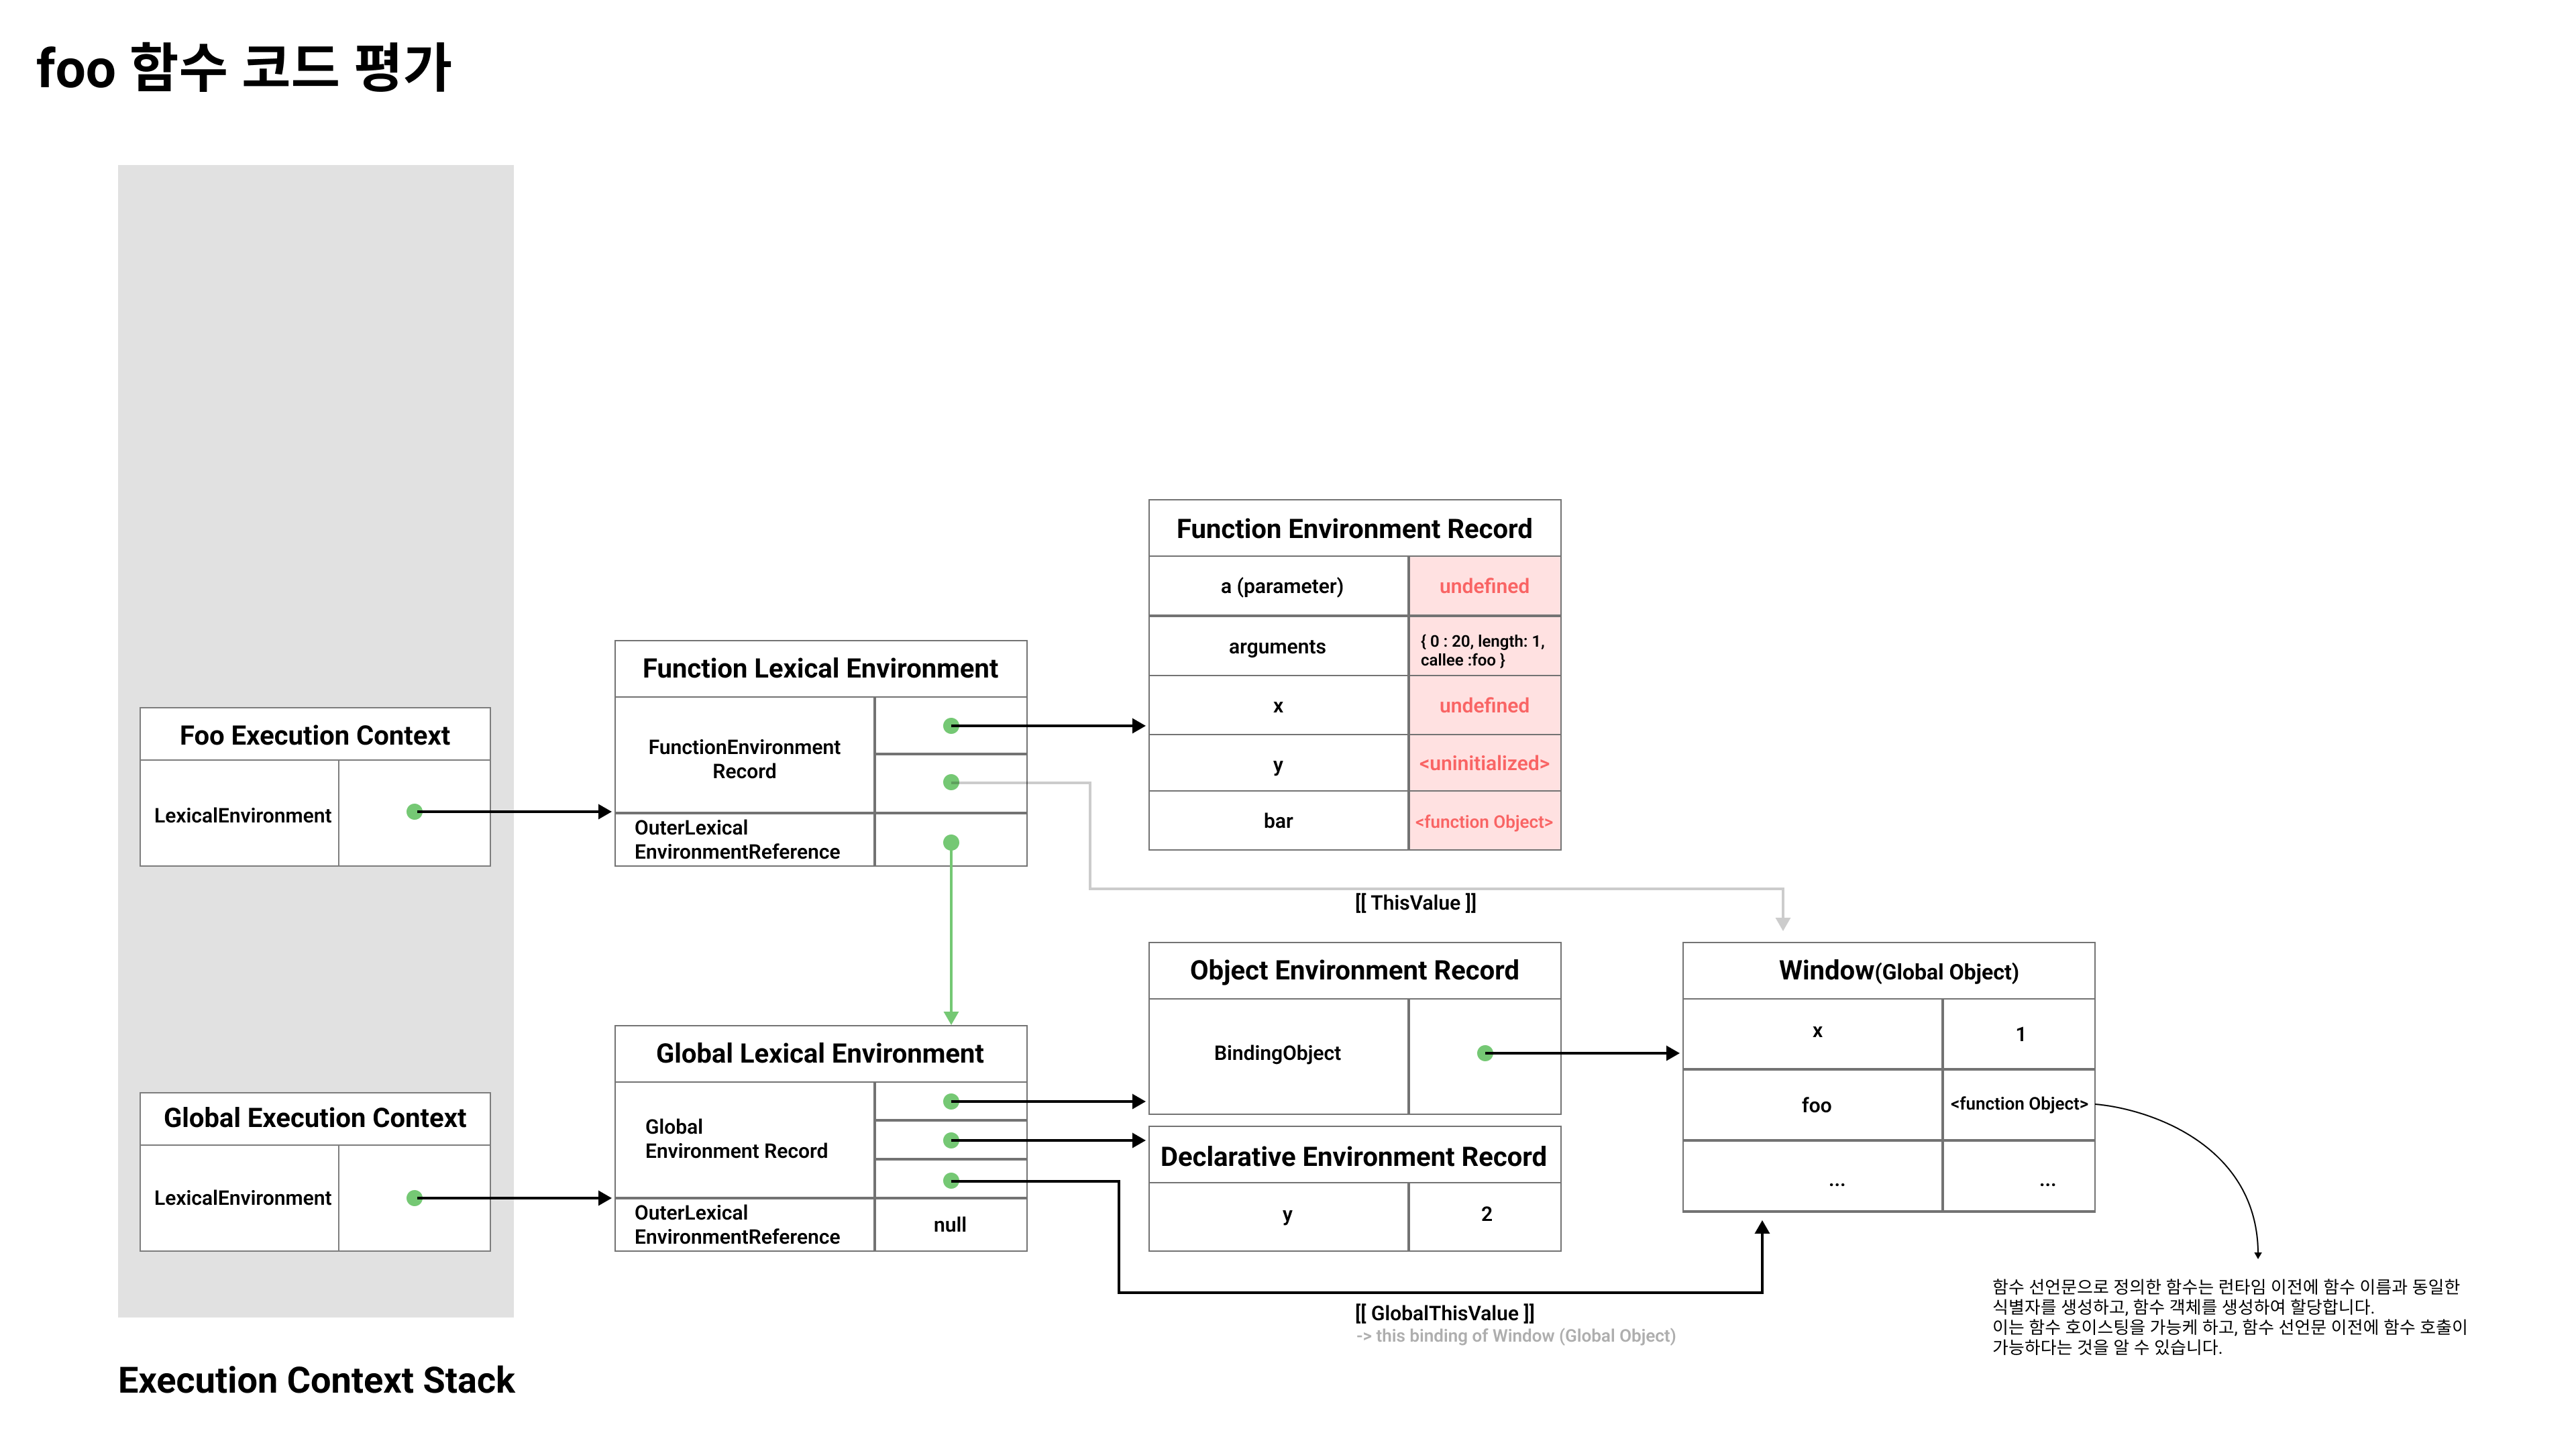 foo 함수 코드 평가
Function Environment Record
a (parameter)
undefined
arguments
{ 0 : 20, length: 1,
callee :foo }
x
undefined
y
<uninitialized>
bar
<function Object>
Function Lexical Environment
FunctionEnvironment
Record
OuterLexical
EnvironmentReference
Foo Execution Context
LexicalEnvironment
[[ ThisValue ]]
Object Environment Record
BindingObject
Window(Global Object)
x
1
foo
<function Object>
...
...
Global Lexical Environment
Global
Environment Record
OuterLexical
EnvironmentReference
null
Global Execution Context
LexicalEnvironment
Declarative Environment Record
y
2
[[ GlobalThisValue ]]
-> this binding of Window (Global Object)
함수 선언문으로 정의한 함수는 런타임 이전에 함수 이름과 동일한
식별자를 생성하고, 함수 객체를 생성하여 할당합니다.
이는 함수 호이스팅을 가능케 하고, 함수 선언문 이전에 함수 호출이
가능하다는 것을 알 수 있습니다.
Execution Context Stack